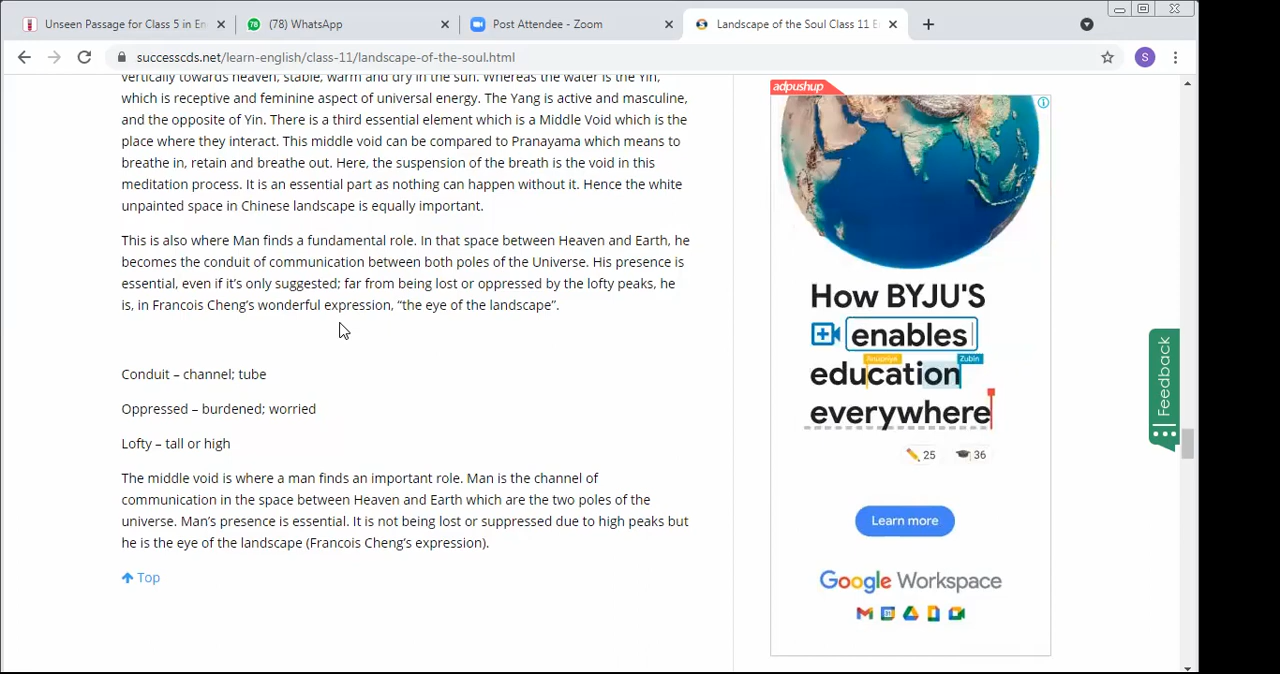 Unseen Passage for Class 5 in En
(78) WhatsApp
Post Attendee - Zoom
Landscape of the Soul Class 11 E
successcds.net/learn-english/class-11/landscape-of-the-soul.html
S
vertically towards heaven, stable, warm and dry in the sun. Whereas the water is the Yin,
which is receptive and feminine aspect of universal energy. The Yang is active and masculine,
and the opposite of Yin. There is a third essential element which is a Middle Void which is the
place where they interact. This middle void can be compared to Pranayama which means to
breathe in, retain and breathe out. Here, the suspension of the breath is the void in this
meditation process. It is an essential part as nothing can happen without it. Hence the white
unpainted space in Chinese landscape is equally important.
This is also where Man finds a fundamental role. In that space between Heaven and Earth, he
becomes the conduit of communication between both poles of the Universe. His presence is
essential, even if it's only suggested; far from being lost or oppressed by the lofty peaks, he
is, in Francois Cheng's wonderful expression, "the eye of the landscape".
Conduit – channel; tube
Oppressed – burdened; worried
Lofty – tall or high
The middle void is where a man finds an important role. Man is the channel of
communication in the space between Heaven and Earth which are the two poles of the
universe. Man's presence is essential. It is not being lost or suppressed due to high peaks but
he is the eye of the landscape (Francois Cheng's expression).
Top
adpushup
How BYJU'S
enables
Zubin
education
everywhere
25
36
Learn more
Google Workspace
Feedback